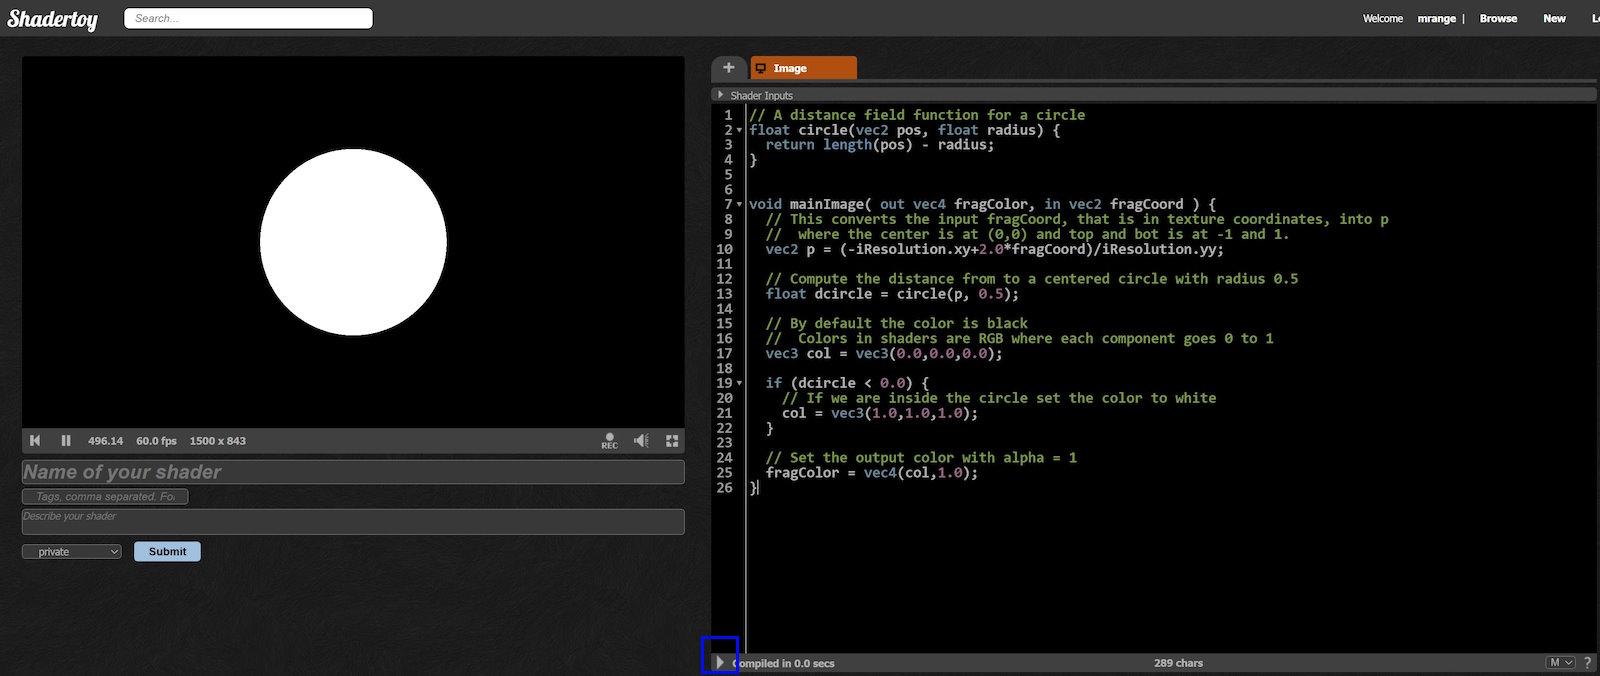 Shadertoy
Search...
Welcome mrange | Browse New
+ Image
Shader Inputs
1 // A distance field function for a circle
2 float circle(vec2 pos, float radius) {
3   return length(pos) - radius;
4 }
5
6
7 void mainImage( out vec4 fragColor, in vec2 fragCoord ) {
8   // This converts the input fragCoord, that is in texture coordinates, into p
9   //  where the center is at (0,0) and top and bot is at -1 and 1.
10   vec2 p = (-iResolution.xy+2.0*fragCoord)/iResolution.yy;
11
12   // Compute the distance from to a centered circle with radius 0.5
13   float dcircle = circle(p, 0.5);
14
15   // By default the color is black
16   //  Colors in shaders are RGB where each component goes 0 to 1
17   vec3 col = vec3(0.0,0.0,0.0);
18
19   if (dcircle < 0.0) {
20     // If we are inside the circle set the color to white
21     col = vec3(1.0,1.0,1.0);
22   }
23
24   // Set the output color with alpha = 1
25   fragColor = vec4(col,1.0);
26 }
496.14 60.0 fps 1500 x 843 REC
Name of your shader
Tags, comma separated.
Describe your shader
private Submit
Compiled in 0.0 secs 289 chars M ?